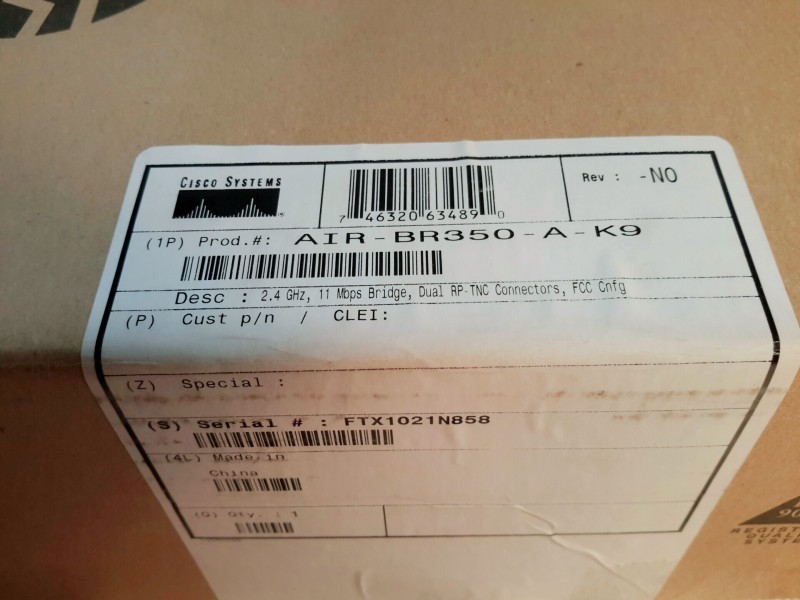 CISCO SYSTEMS
7 46320 63489 0
Rev : -N0
(1P) Prod.#: AIR-BR350-A-K9
Desc : 2.4 GHz, 11 Mbps Bridge, Dual RP-TNC Connectors, FCC Cnfg
(P) Cust p/n / CLEI:
(Z) Special :
(S) Serial # : FTX1021N858
(4L) Made in
China
(Q) Qty. : 1